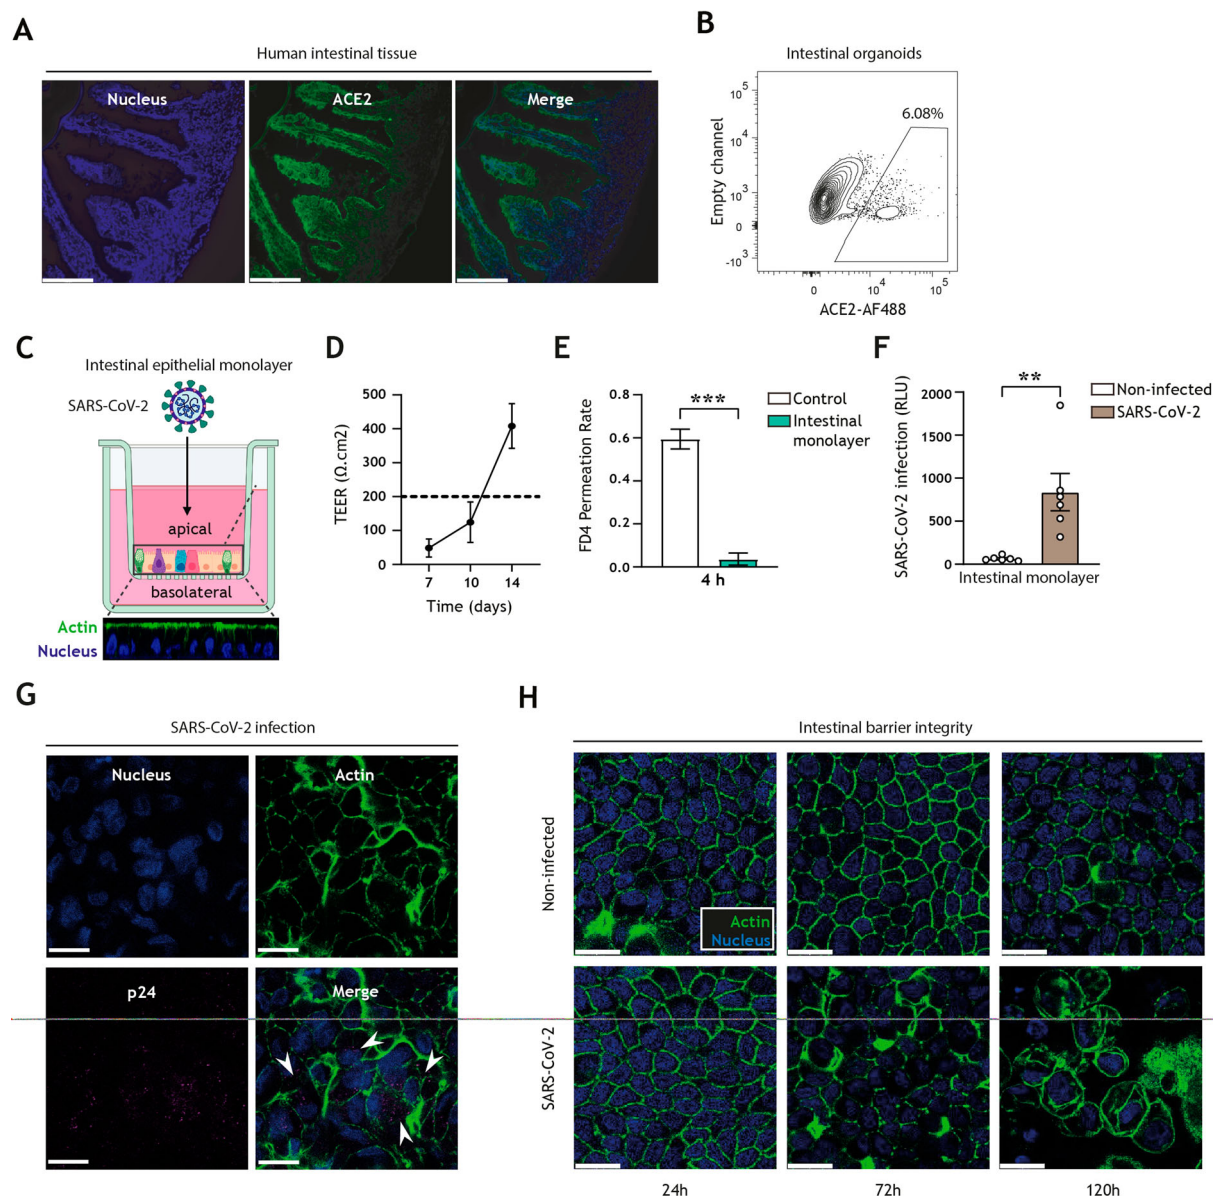 A
Human intestinal tissue
Nucleus
ACE2
Merge
B
Intestinal organoids
6.08%
Empty channel
10^5
10^4
10^3
0
-10^3
0
10^4
10^5
ACE2-AF488
C
Intestinal epithelial monolayer
SARS-CoV-2
apical
basolateral
Actin
Nucleus
D
TEER (Ω.cm2)
500
400
300
200
100
0
7
10
14
Time (days)
E
FD4 Permeation Rate
0.8
0.6
0.4
0.2
0.0
***
4 h
Control
Intestinal
monolayer
F
SARS-CoV-2 infection (RLU)
2000
1500
1000
500
0
**
Intestinal monolayer
Non-infected
SARS-CoV-2
G
SARS-CoV-2 infection
Nucleus
Actin
p24
Merge
H
Intestinal barrier integrity
Non-infected
Actin
Nucleus
SARS-CoV-2
24h
72h
120h